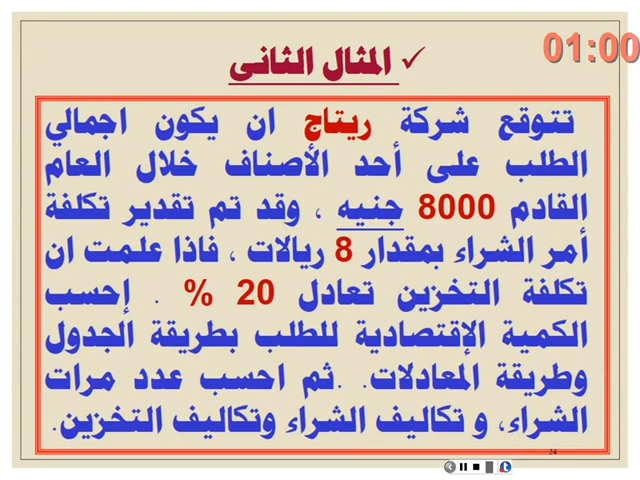 01:00
✓ المثال الثانى
تتوقع شركة ريتاج ان يكون اجمالي
الطلب على أحد الأصناف خلال العام
القادم 8000 جنيه ، وقد تم تقدير تكلفة
أمر الشراء بمقدار 8 ريالات ، فاذا علمت ان
تكلفة التخزين تعادل 20 % . إحسب
الكمية الإقتصادية للطلب بطريقة الجدول
وطريقة المعادلات. .ثم احسب عدد مرات
الشراء، و تكاليف الشراء وتكاليف التخزين.
24